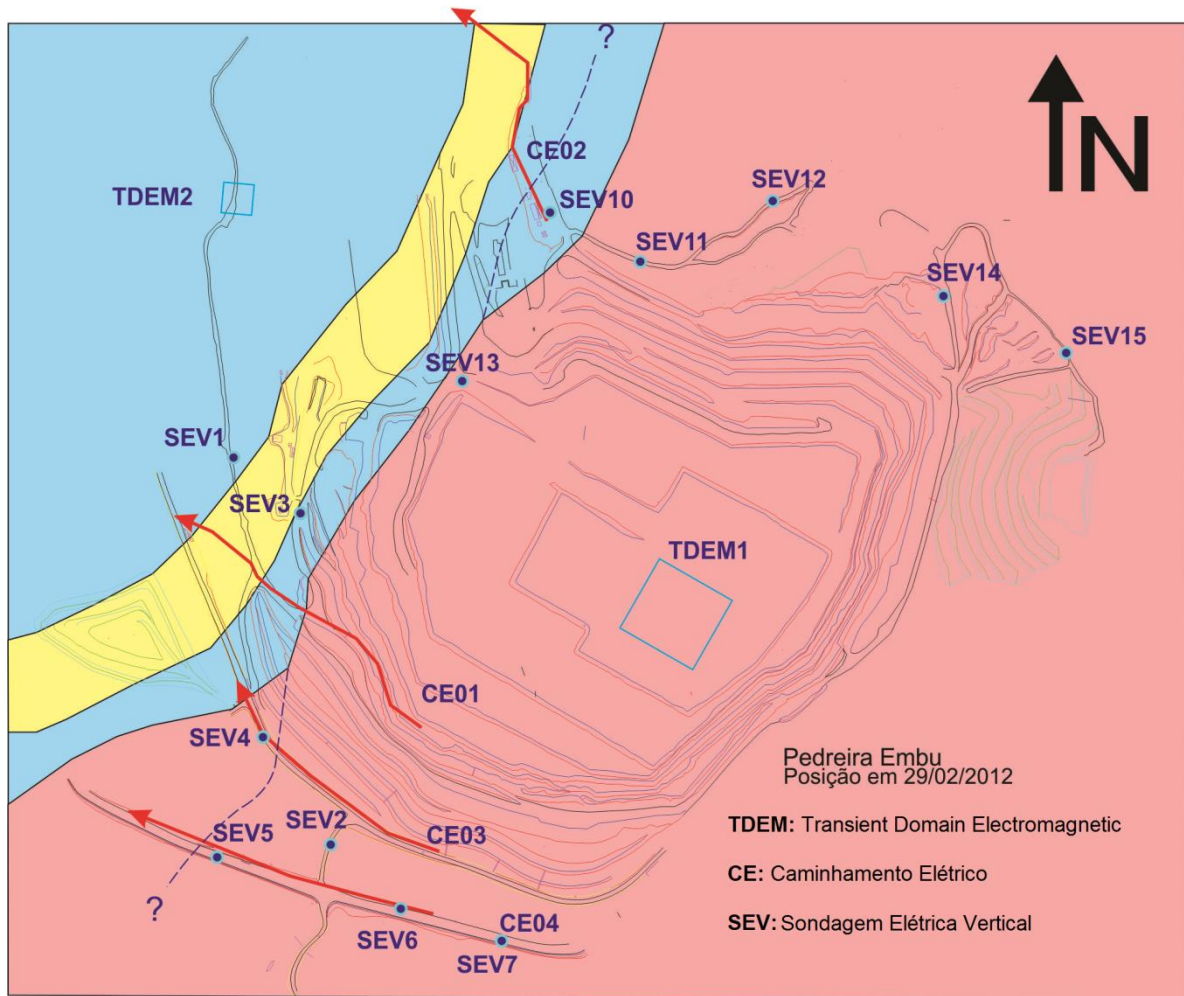 ?
N
CE02
SEV12
TDEM2
SEV10
SEV11
SEV14
SEV15
SEV13
SEV1
SEV3
TDEM1
CE01
SEV4
Pedreira Embu
Posição em 29/02/2012
TDEM: Transient Domain Electromagnetic
SEV2
CE03
SEV5
CE: Caminhamento Elétrico
?
CE04
SEV6
SEV7
SEV: Sondagem Elétrica Vertical